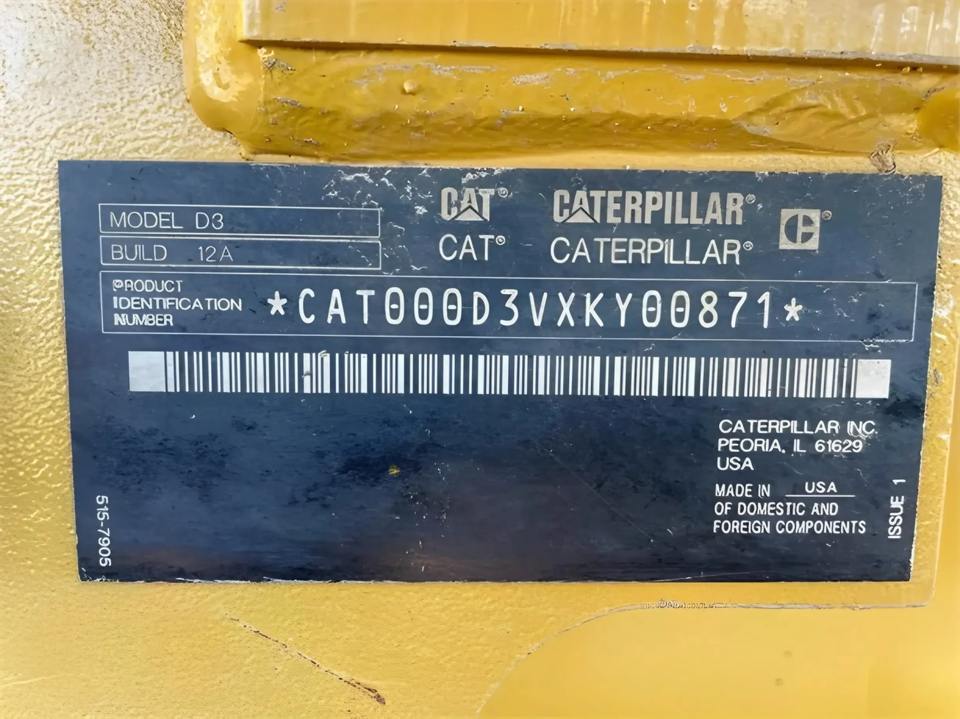 MODEL D3
BUILD 12A
CAT® CATERPILLAR® ®
CAT® CATERPILLAR®
PRODUCT
IDENTIFICATION
NUMBER
*CAT000D3VXKY00871*
CATERPILLAR INC.
PEORIA, IL 61629
USA
MADE IN USA
OF DOMESTIC AND
FOREIGN COMPONENTS
ISSUE 1
515-7905